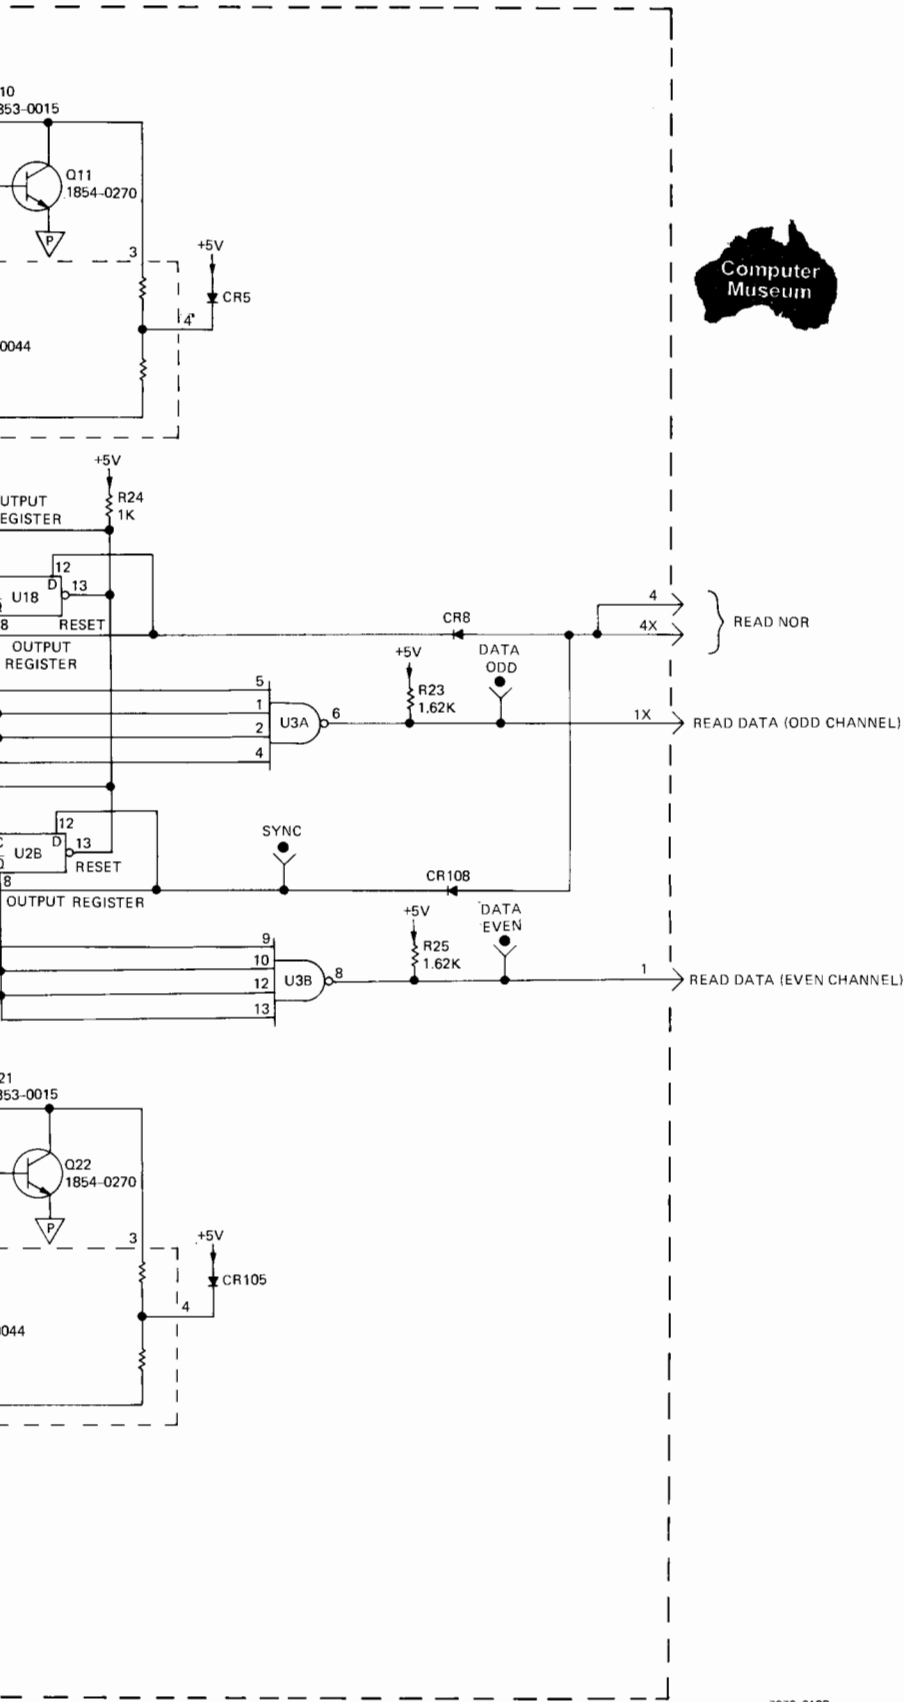 10
853-0015
Q11
1854-0270
P
3
+5V
CR5
4
0044
Computer
Museum
+5V
R24
1K
UTPUT
EGISTER
12
D
13
U18
8
RESET
OUTPUT
REGISTER
CR8
4
4X
READ NOR
+5V
DATA
ODD
R23
1.62K
5
1
2
4
U3A
6
1X
READ DATA (ODD CHANNEL)
12
D
13
U2B
8
RESET
SYNC
OUTPUT REGISTER
CR108
+5V
DATA
EVEN
R25
1.62K
9
10
12
13
U3B
8
1
READ DATA (EVEN CHANNEL)
21
853-0015
Q22
1854-0270
P
3
+5V
CR105
4
0044